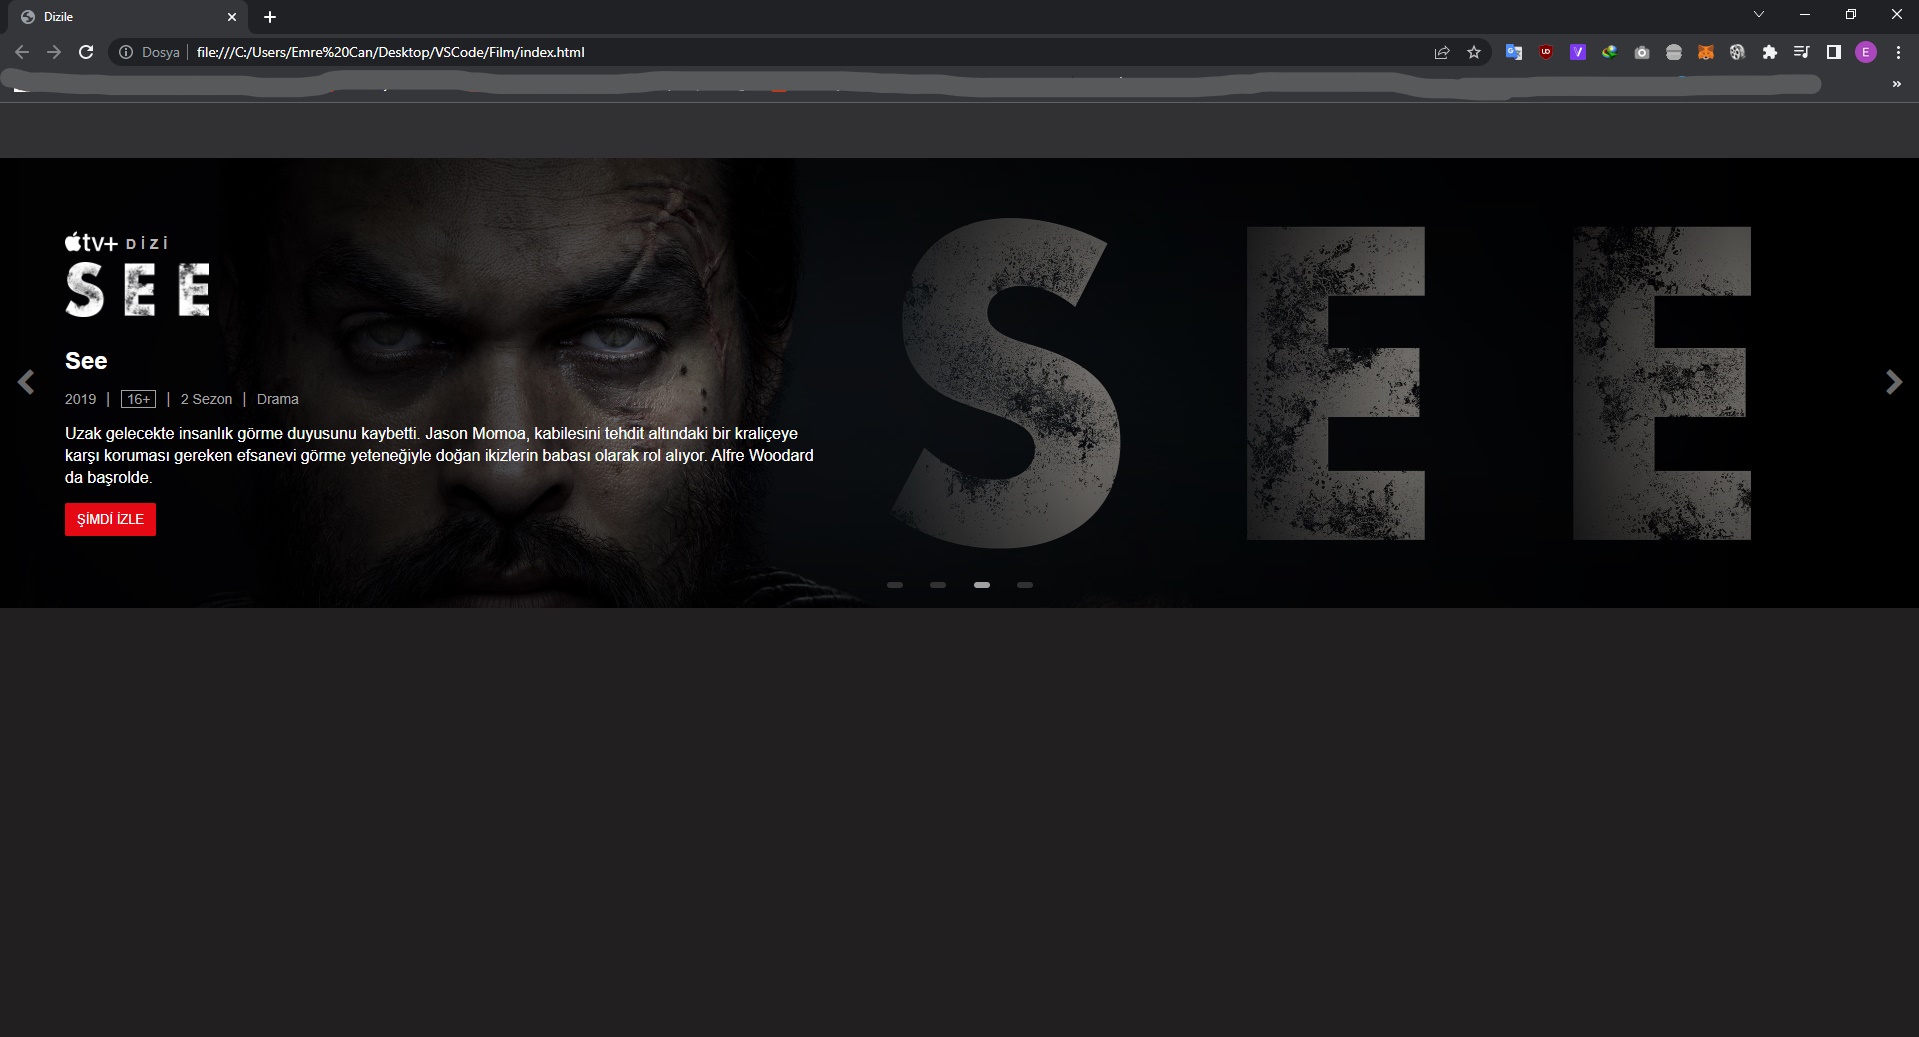 Dizile
Dosya | file:///C:/Users/Emre%20Can/Desktop/VSCode/Film/index.html
E
tv+ DİZİ
SEE
SEE
See
2019 | 16+ | 2 Sezon | Drama
Uzak gelecekte insanlık görme duyusunu kaybetti. Jason Momoa, kabilesini tehdit altındaki bir kraliçeye
karşı koruması gereken efsanevi görme yeteneğiyle doğan ikizlerin babası olarak rol alıyor. Alfre Woodard
da başrolde.
ŞİMDİ İZLE